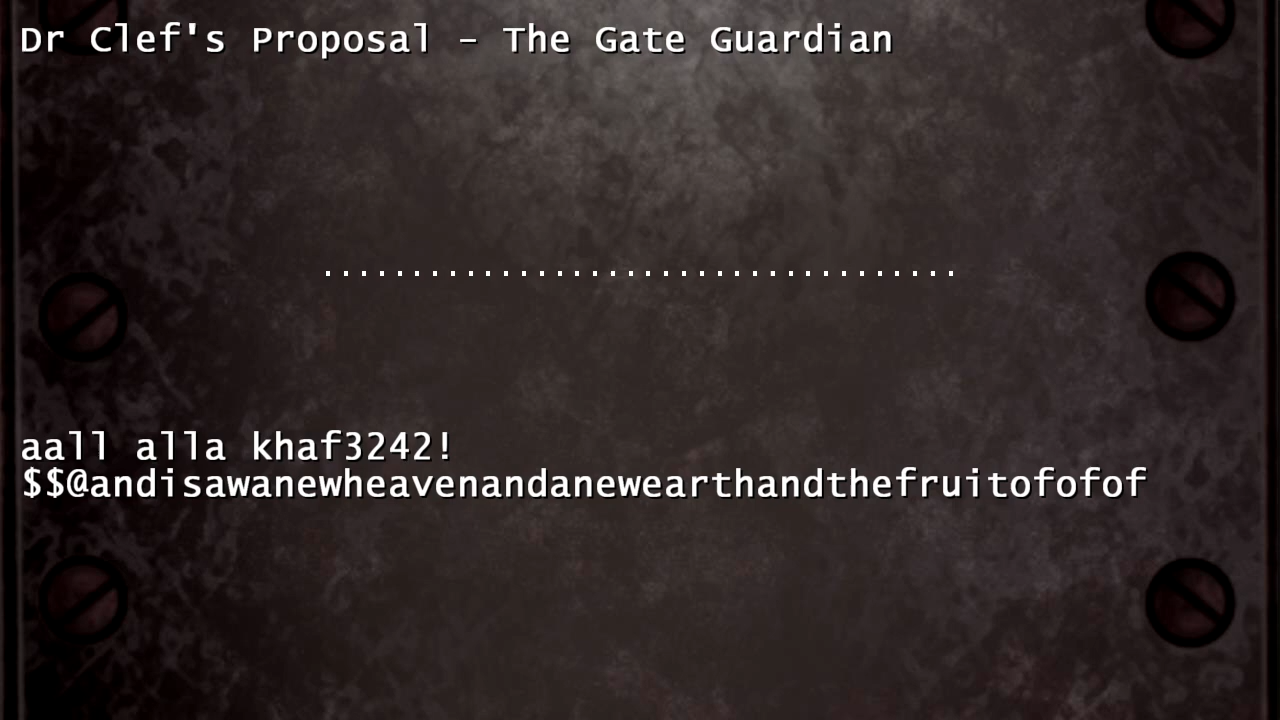 Dr Clef's Proposal – The Gate Guardian
....................................
aall alla khaf3242!
$$@andisawanewheavenandanewearthandthefruitofofof